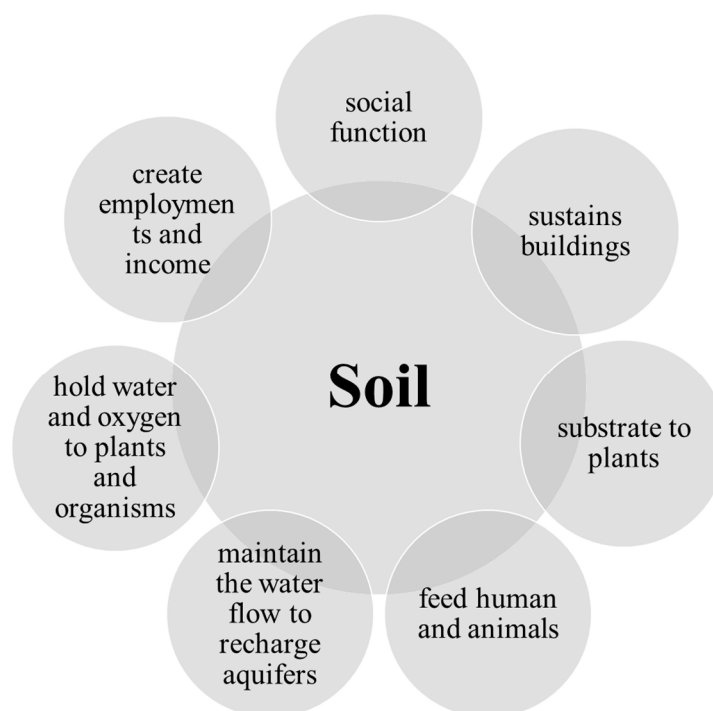 social
function
sustains
buildings
substrate to
plants
feed human
and animals
maintain
the water
flow to
recharge
aquifers
hold water
and oxygen
to plants
and
organisms
create
employmen
ts and
income
Soil